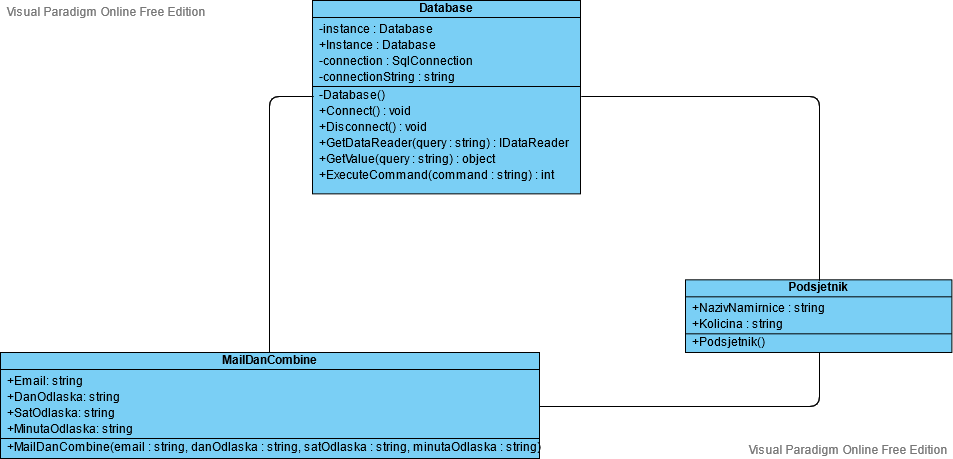 Visual Paradigm Online Free Edition
Database
-instance : Database
+Instance : Database
-connection : SqlConnection
-connectionString : string
-Database()
+Connect() : void
+Disconnect() : void
+GetDataReader(query : string) : IDataReader
+GetValue(query : string) : object
+ExecuteCommand(command : string) : int
Podsjetnik
+NazivNamirnice : string
+Kolicina : string
+Podsjetnik()
MailDanCombine
+Email: string
+DanOdlaska: string
+SatOdlaska: string
+MinutaOdlaska: string
+MailDanCombine(email : string, danOdlaska : string, satOdlaska : string, minutaOdlaska : string)
Visual Paradigm Online Free Edition